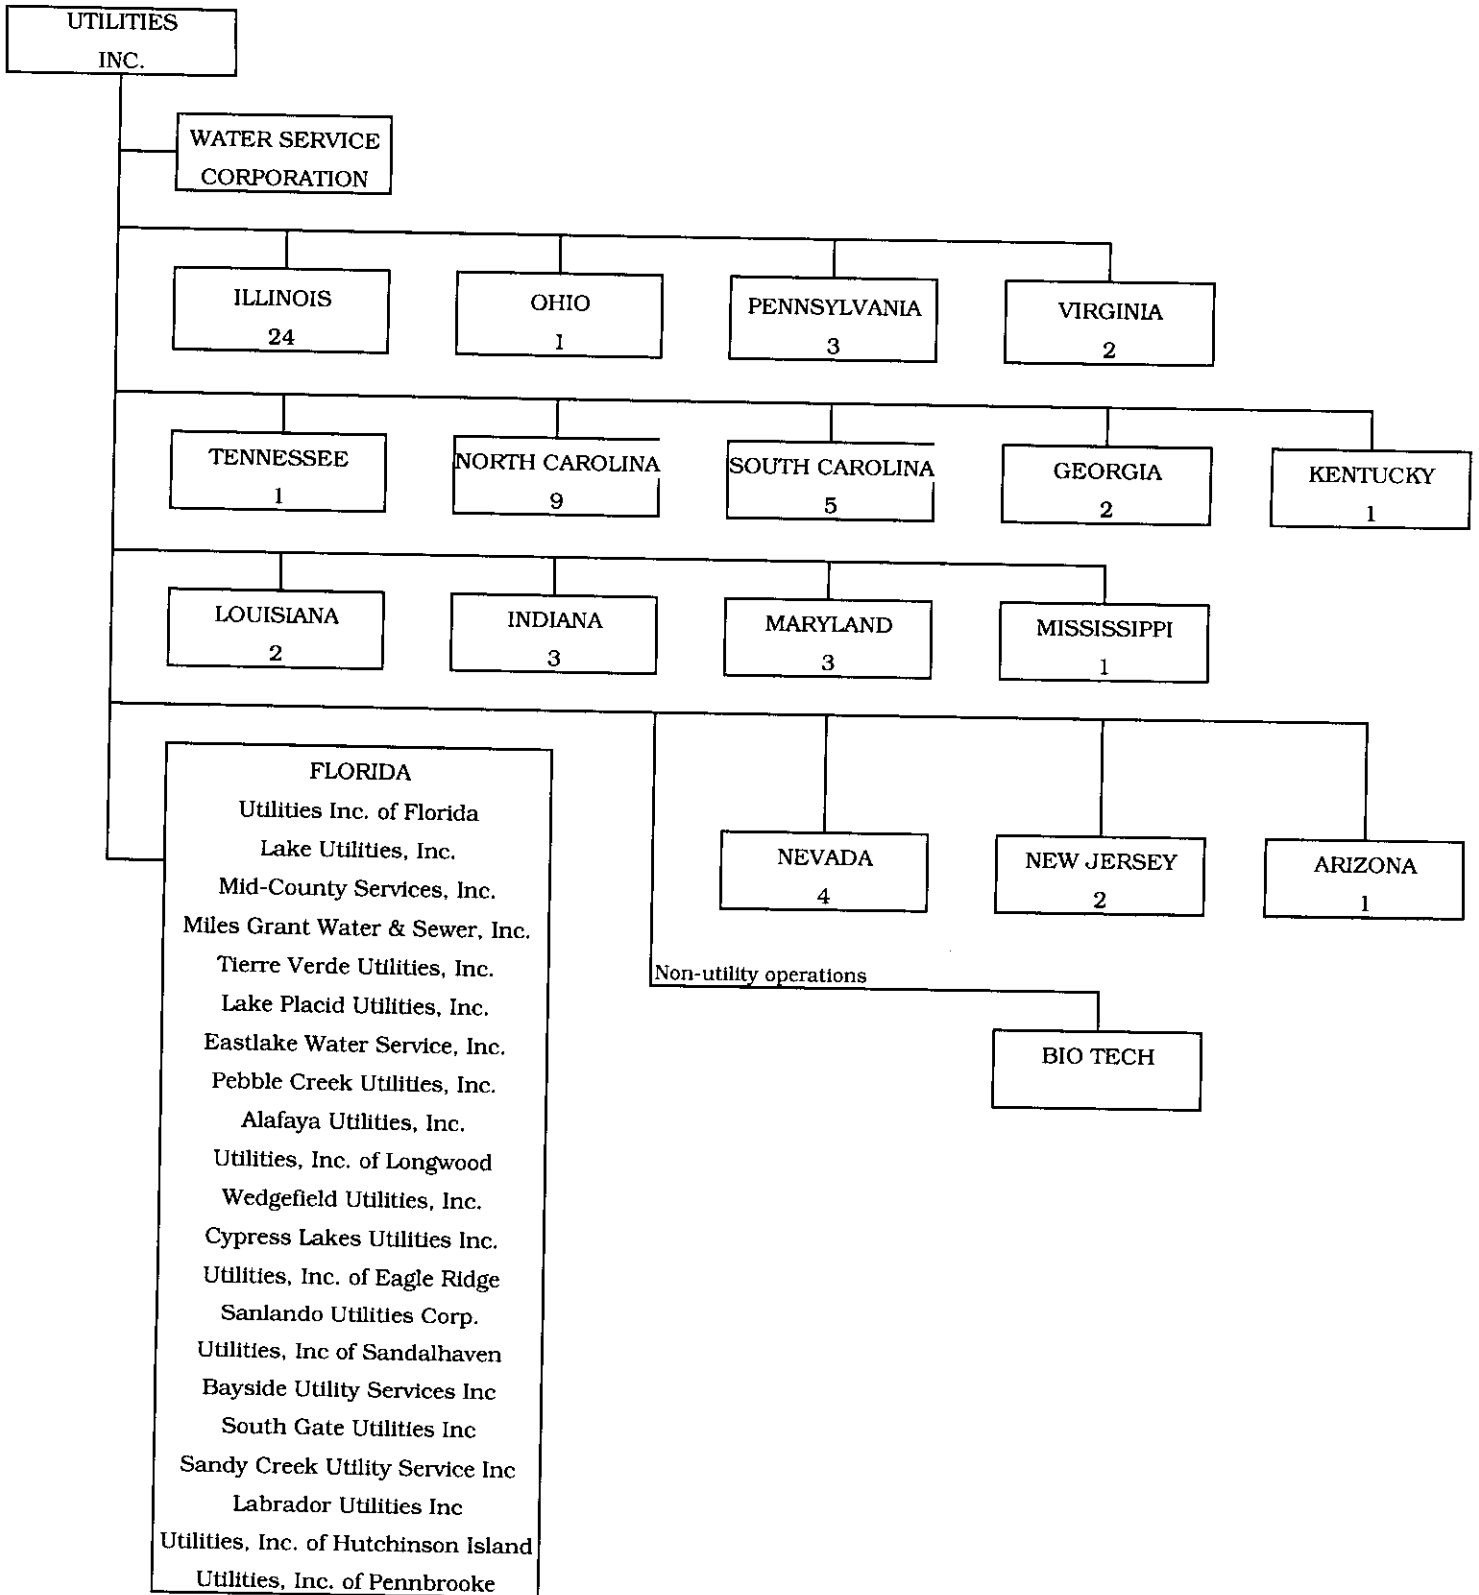 UTILITIES
INC.
WATER SERVICE
CORPORATION
ILLINOIS
24
OHIO
1
PENNSYLVANIA
3
VIRGINIA
2
TENNESSEE
1
NORTH CAROLINA
9
SOUTH CAROLINA
5
GEORGIA
2
KENTUCKY
1
LOUISIANA
2
INDIANA
3
MARYLAND
3
MISSISSIPPI
1
FLORIDA
Utilities Inc. of Florida
Lake Utilities, Inc.
Mid-County Services, Inc.
Miles Grant Water & Sewer, Inc.
Tierre Verde Utilities, Inc.
Lake Placid Utilities, Inc.
Eastlake Water Service, Inc.
Pebble Creek Utilities, Inc.
Alafaya Utilities, Inc.
Utilities, Inc. of Longwood
Wedgefield Utilities, Inc.
Cypress Lakes Utilities Inc.
Utilities, Inc. of Eagle Ridge
Sanlando Utilities Corp.
Utilities, Inc of Sandalhaven
Bayside Utility Services Inc
South Gate Utilities Inc
Sandy Creek Utility Service Inc
Labrador Utilities Inc
Utilities, Inc. of Hutchinson Island
Utilities, Inc. of Pennbrooke
NEVADA
4
NEW JERSEY
2
ARIZONA
1
Non-utility operations
BIO TECH